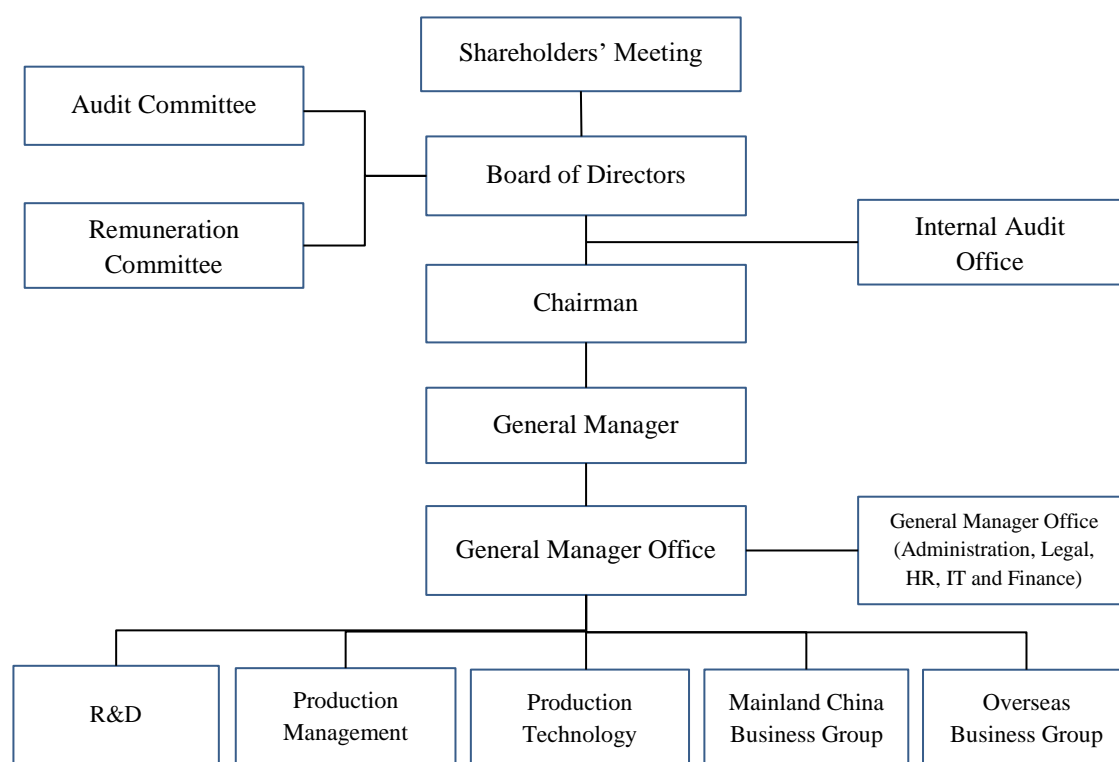 Shareholders’ Meeting
Audit Committee
Board of Directors
Remuneration
Committee
Internal Audit
Office
Chairman
General Manager
General Manager Office
General Manager Office
(Administration, Legal,
HR, IT and Finance)
R&D
Production
Management
Production
Technology
Mainland China
Business Group
Overseas
Business Group